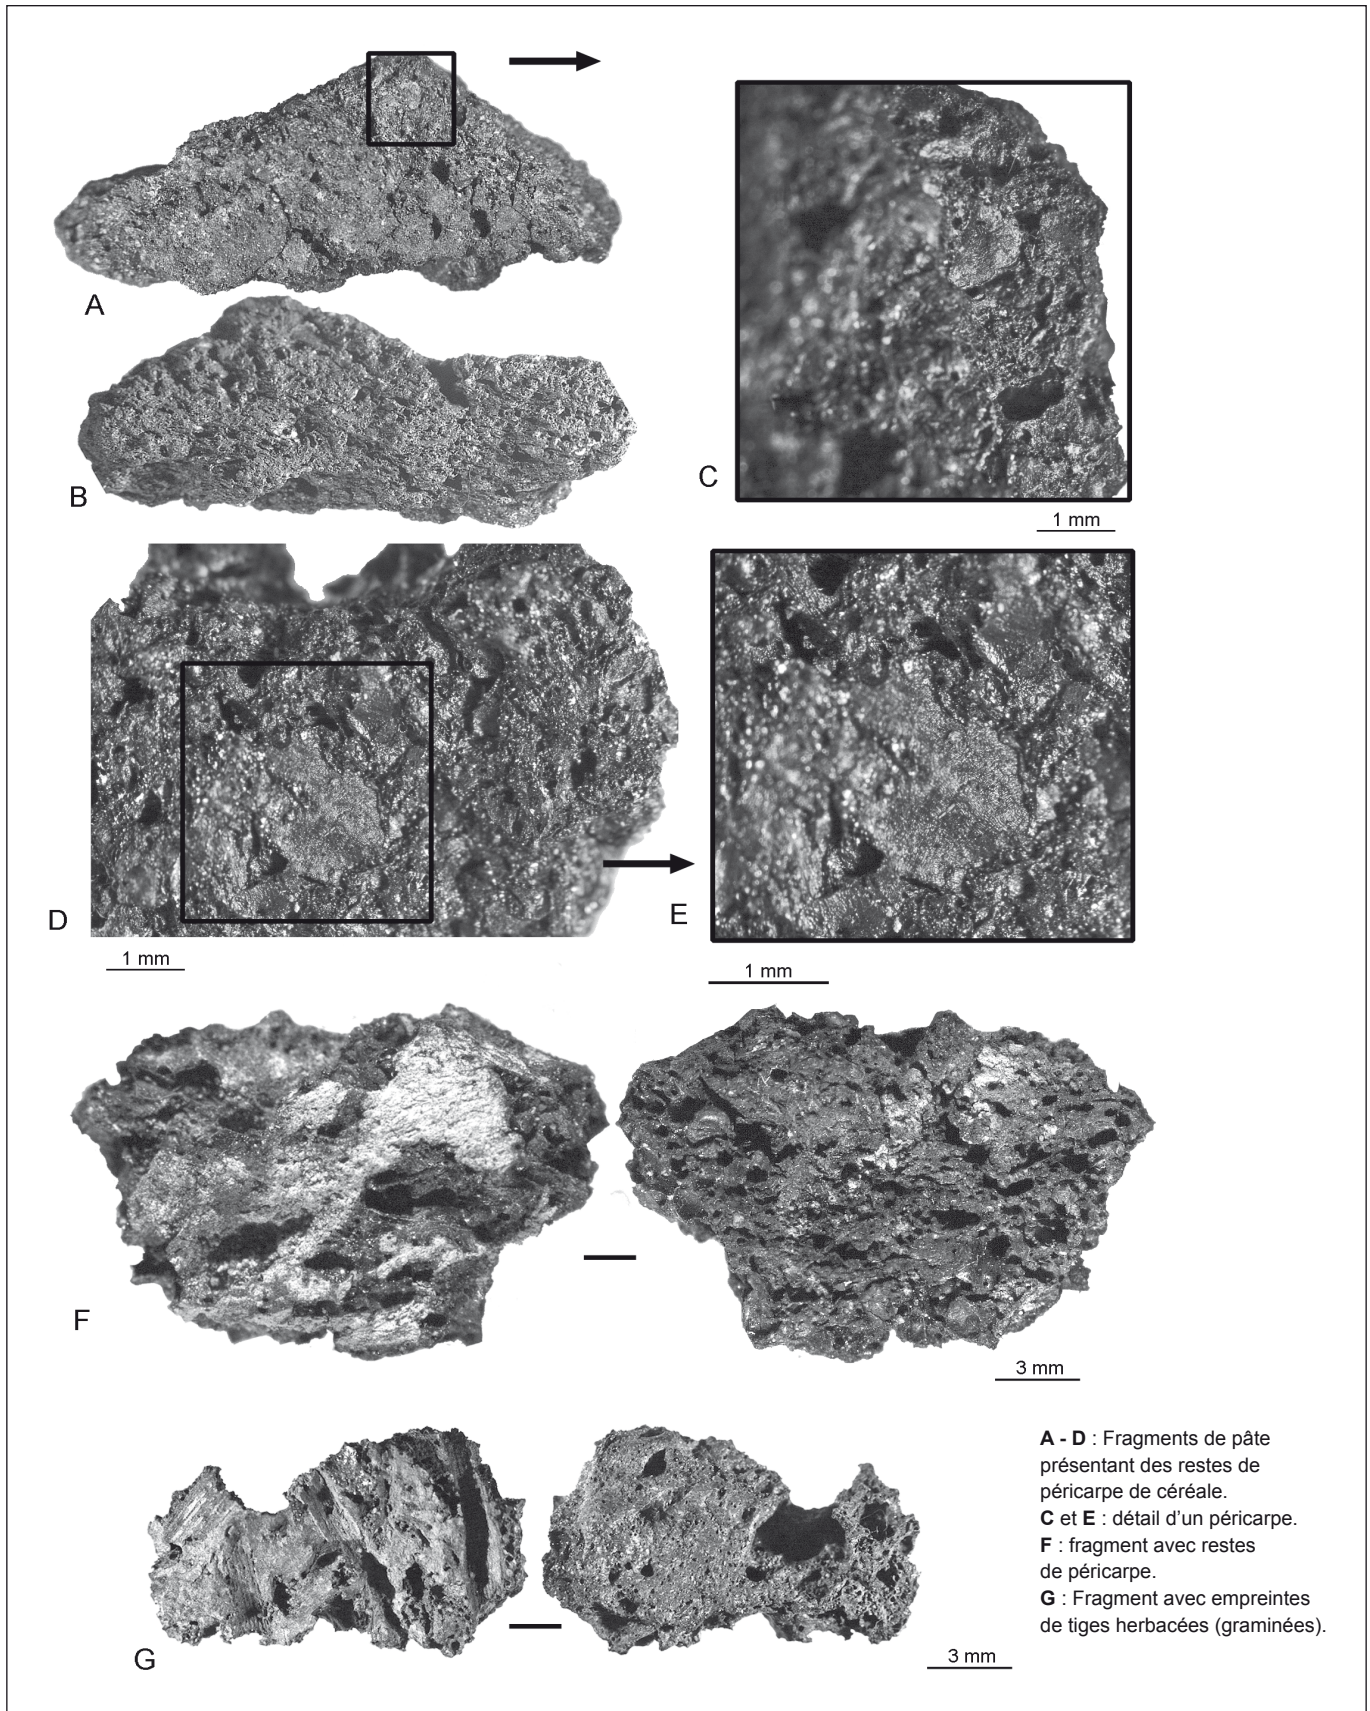 A
B
C
1 mm
D
E
1 mm
1 mm
F
3 mm
A - D : Fragments de pâte
présentant des restes de
péricarpe de céréale.
C et E : détail d’un péricarpe.
F : fragment avec restes
de péricarpe.
G : Fragment avec empreintes
de tiges herbacées (graminées).
G
3 mm